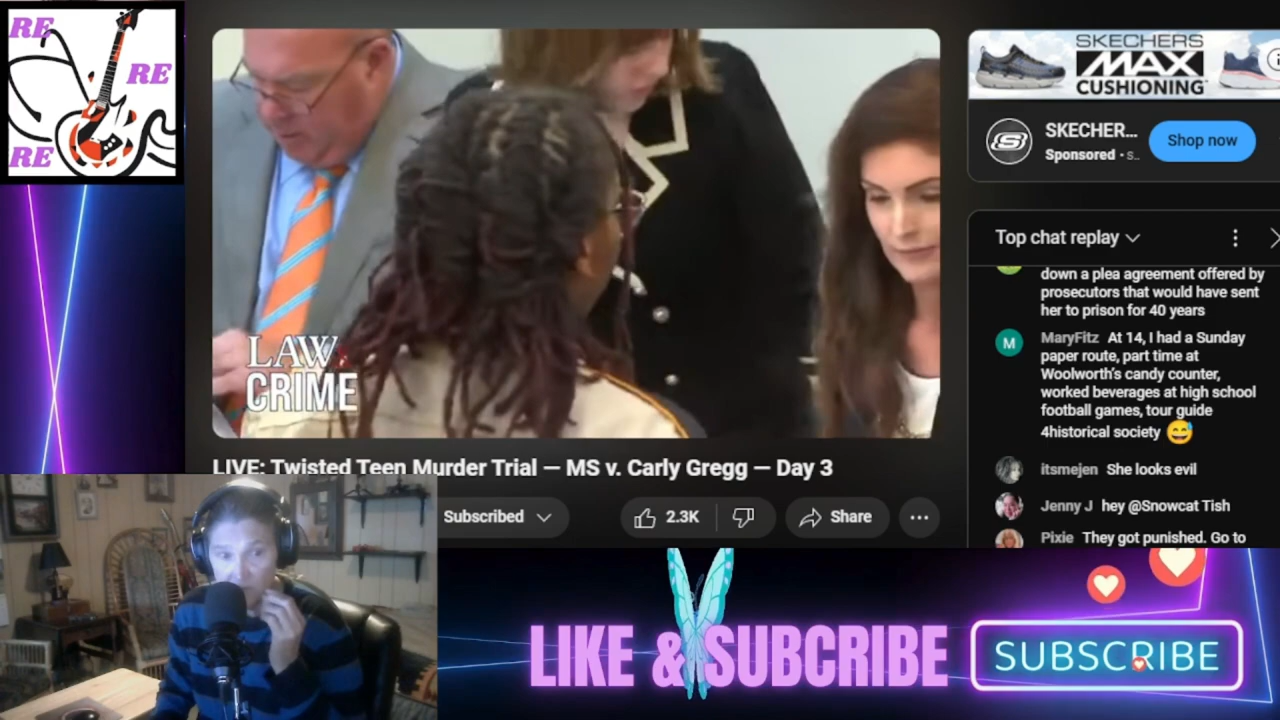 RE
RE
RE
LAW
CRIME
LIVE: Twisted Teen Murder Trial — MS v. Carly Gregg — Day 3
Subscribed
2.3K
Share
SKECHERS
MAX
CUSHIONING
SKECHER...
Sponsored • s..
Shop now
Top chat replay
down a plea agreement offered by
prosecutors that would have sent
her to prison for 40 years
M
MaryFitz At 14, I had a Sunday
paper route, part time at
Woolworth's candy counter,
worked beverages at high school
football games, tour guide
4historical society 😅
itsmejen She looks evil
Jenny J hey @Snowcat Tish
Pixie They got punished. Go to
LIKE & SUBCRIBE
SUBSCRIBE